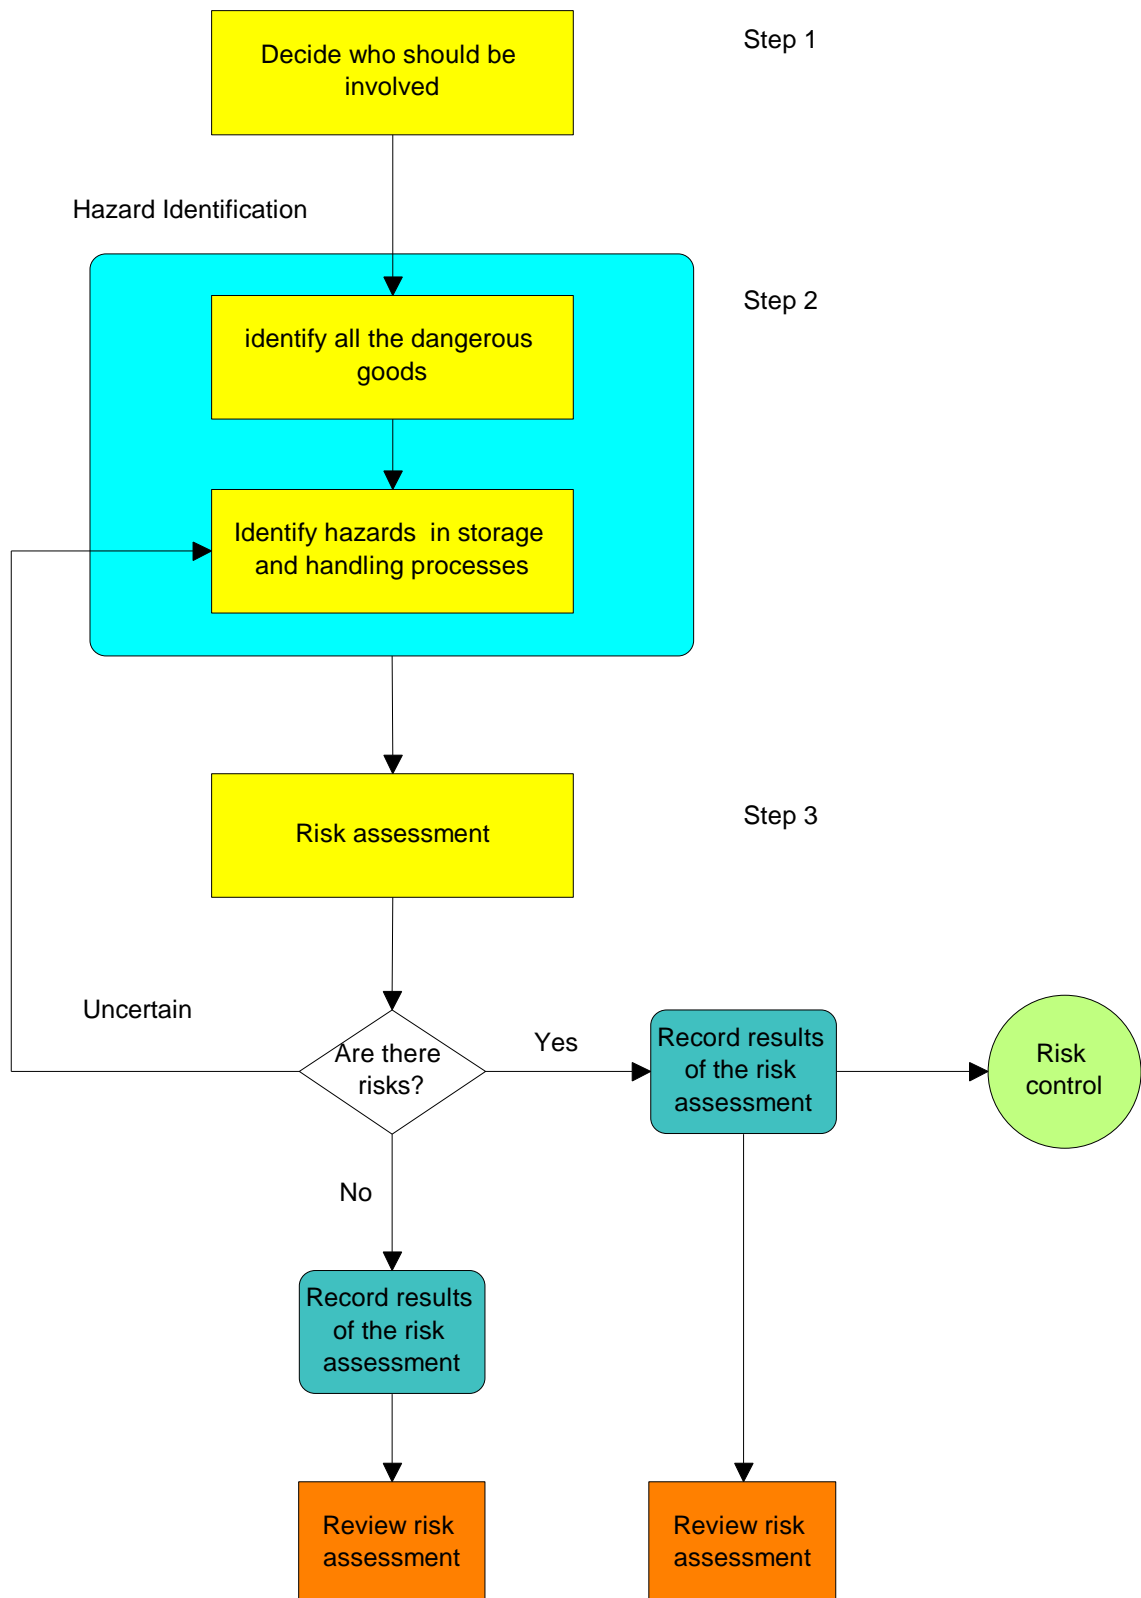 Decide who should be
involved
Step 1
Hazard Identification
Step 2
identify all the dangerous
goods
Identify hazards  in storage
and handling processes
Risk assessment
Step 3
Uncertain
Are there
risks?
Yes
Record results
of the risk
assessment
Risk
control
No
Record results
of the risk
assessment
Review risk
assessment
Review risk
assessment